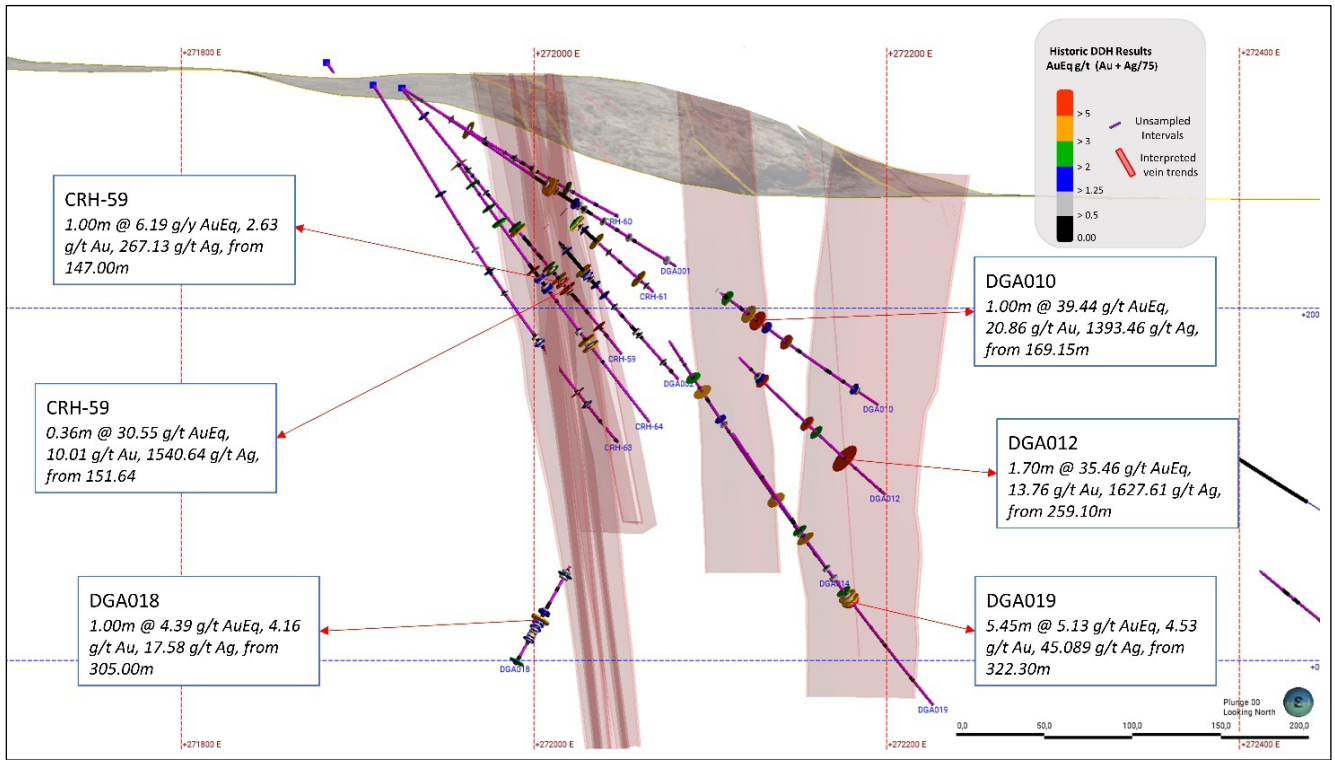 +271800 E
+272000 E
+272200 E
+272400 E
Historic DDH Results
AuEq g/t (Au + Ag/75)
> 5
> 3
> 2
> 1.25
> 0.5
0.00
Unsampled
Intervals
Interpreted
vein trends
CRH-59
1.00m @ 6.19 g/y AuEq, 2.63
g/t Au, 267.13 g/t Ag, from
147.00m
CRH-60
DGA001
CRH-61
DGA010
1.00m @ 39.44 g/t AuEq,
20.86 g/t Au, 1393.46 g/t Ag,
from 169.15m
+200
CRH-59
DGA002
DGA010
CRH-59
0.36m @ 30.55 g/t AuEq,
10.01 g/t Au, 1540.64 g/t Ag,
from 151.64
CRH-64
CRH-63
DGA012
1.70m @ 35.46 g/t AuEq,
13.76 g/t Au, 1627.61 g/t Ag,
from 259.10m
DGA012
DGA018
1.00m @ 4.39 g/t AuEq, 4.16
g/t Au, 17.58 g/t Ag, from
305.00m
DGA014
DGA019
5.45m @ 5.13 g/t AuEq, 4.53
g/t Au, 45.089 g/t Ag, from
322.30m
DGA018
+0
DGA019
Plunge 00
Looking North
0,0
50,0
100,0
150,0
200,0
+271800 E
+272000 E
+272200 E
+272400 E